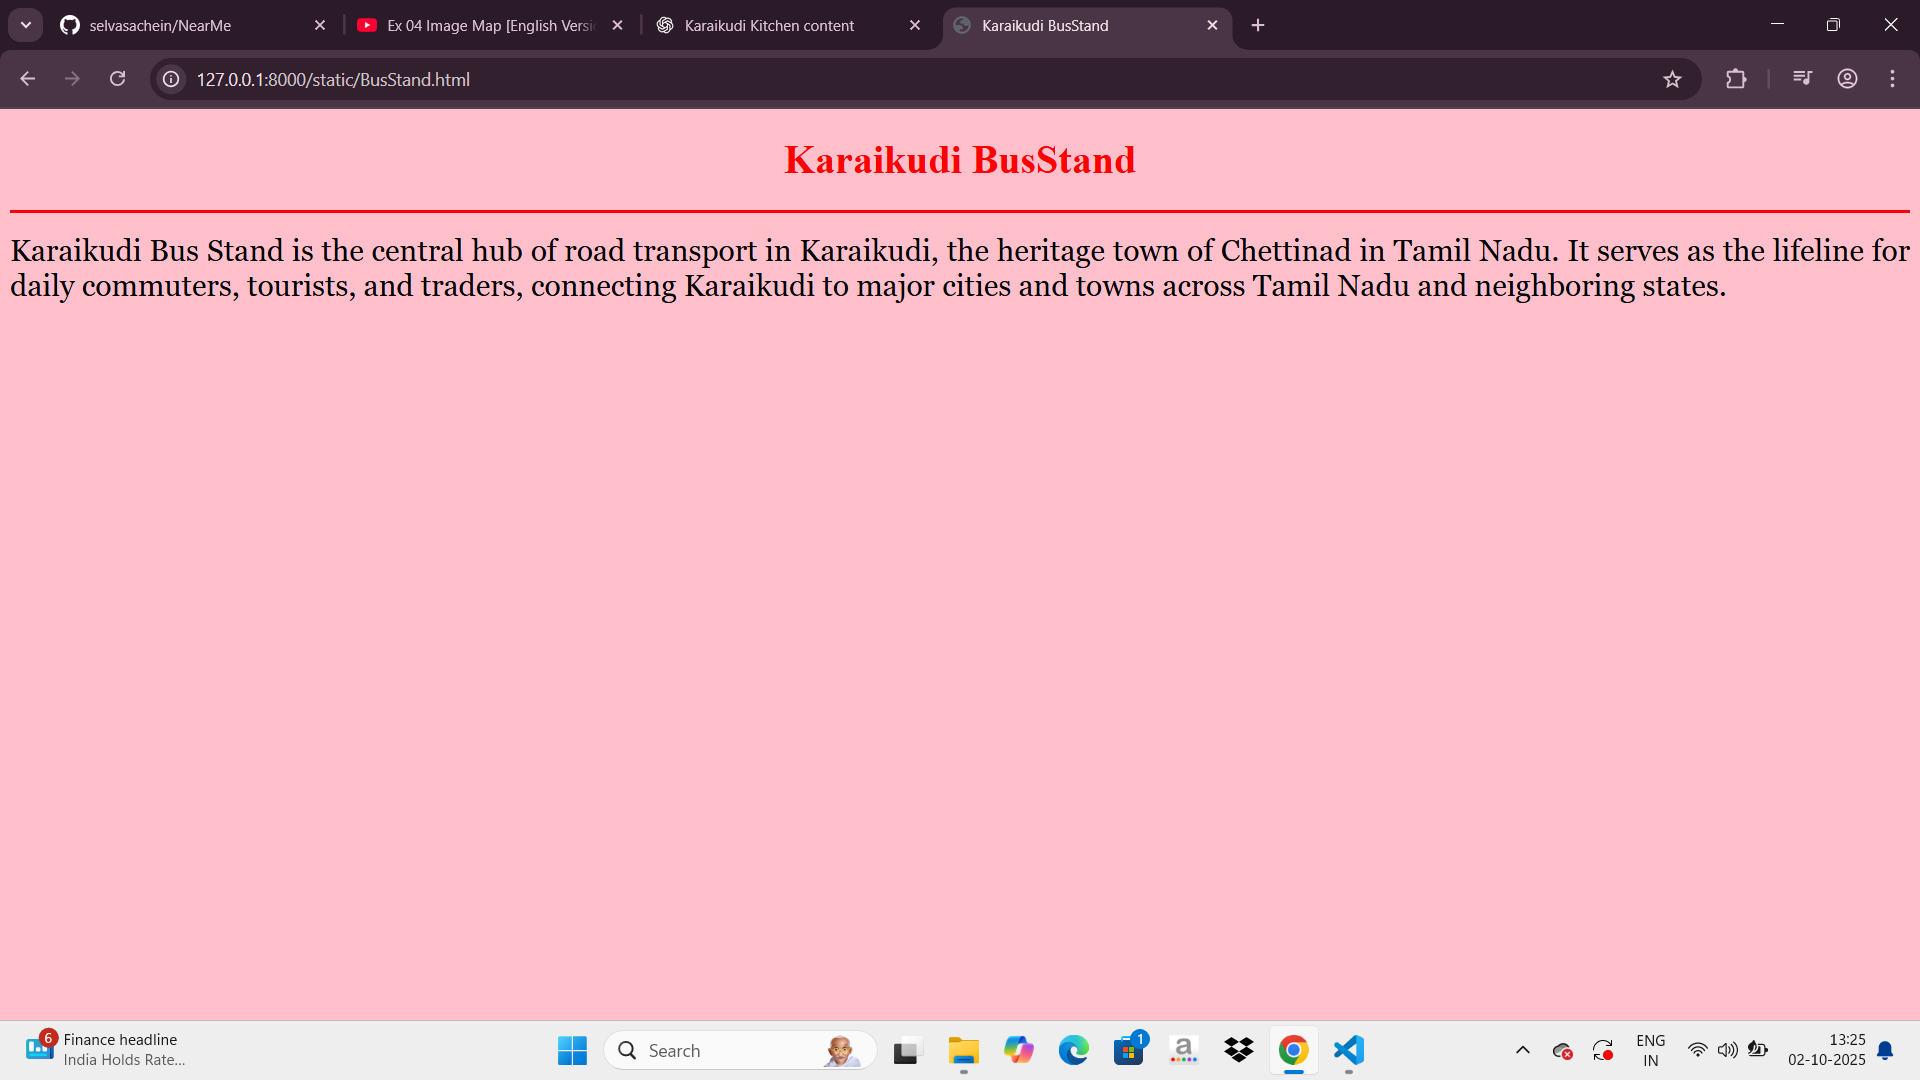 selvasachein/NearMe
Ex 04 Image Map [English Versi
Karaikudi Kitchen content
Karaikudi BusStand
127.0.0.1:8000/static/BusStand.html
Karaikudi BusStand
Karaikudi Bus Stand is the central hub of road transport in Karaikudi, the heritage town of Chettinad in Tamil Nadu. It serves as the lifeline for
daily commuters, tourists, and traders, connecting Karaikudi to major cities and towns across Tamil Nadu and neighboring states.
6
Finance headline
India Holds Rate...
Search
1
a
ENG
IN
13:25
02-10-2025